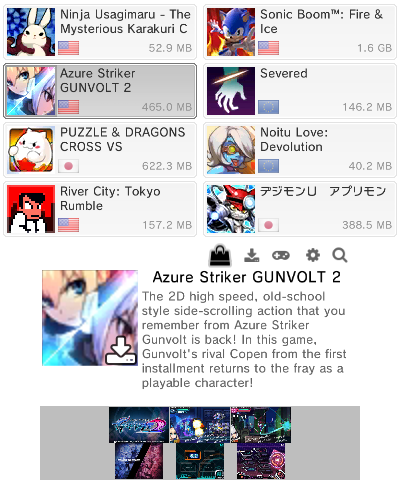 Ninja Usagimaru - The
Mysterious Karakuri C
52.9 MB
Sonic Boom™: Fire &
Ice
1.6 GB
Azure Striker
GUNVOLT 2
465.0 MB
Severed
146.2 MB
PUZZLE & DRAGONS
CROSS VS
622.3 MB
Noitu Love:
Devolution
40.2 MB
River City: Tokyo
Rumble
157.2 MB
デジモンU　アプリモン
388.5 MB
Azure Striker GUNVOLT 2
The 2D high speed, old-school
style side-scrolling action that you
remember from Azure Striker
Gunvolt is back! In this game,
Gunvolt's rival Copen from the first
installment returns to the fray as a
playable character!